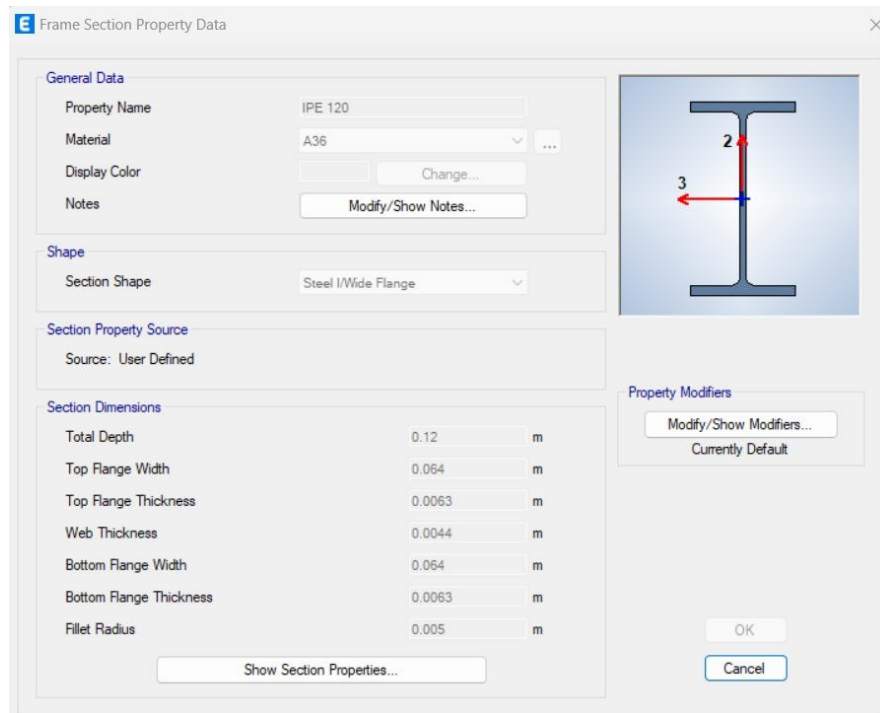 E Frame Section Property Data
General Data
Property Name IPE 120
Material A36 ...
Display Color Change...
Notes Modify/Show Notes...
Shape
Section Shape Steel I/Wide Flange
Section Property Source
Source: User Defined
Section Dimensions
Total Depth 0.12 m
Top Flange Width 0.064 m
Top Flange Thickness 0.0063 m
Web Thickness 0.0044 m
Bottom Flange Width 0.064 m
Bottom Flange Thickness 0.0063 m
Fillet Radius 0.005 m
Show Section Properties...
2
3
Property Modifiers
Modify/Show Modifiers...
Currently Default
OK
Cancel